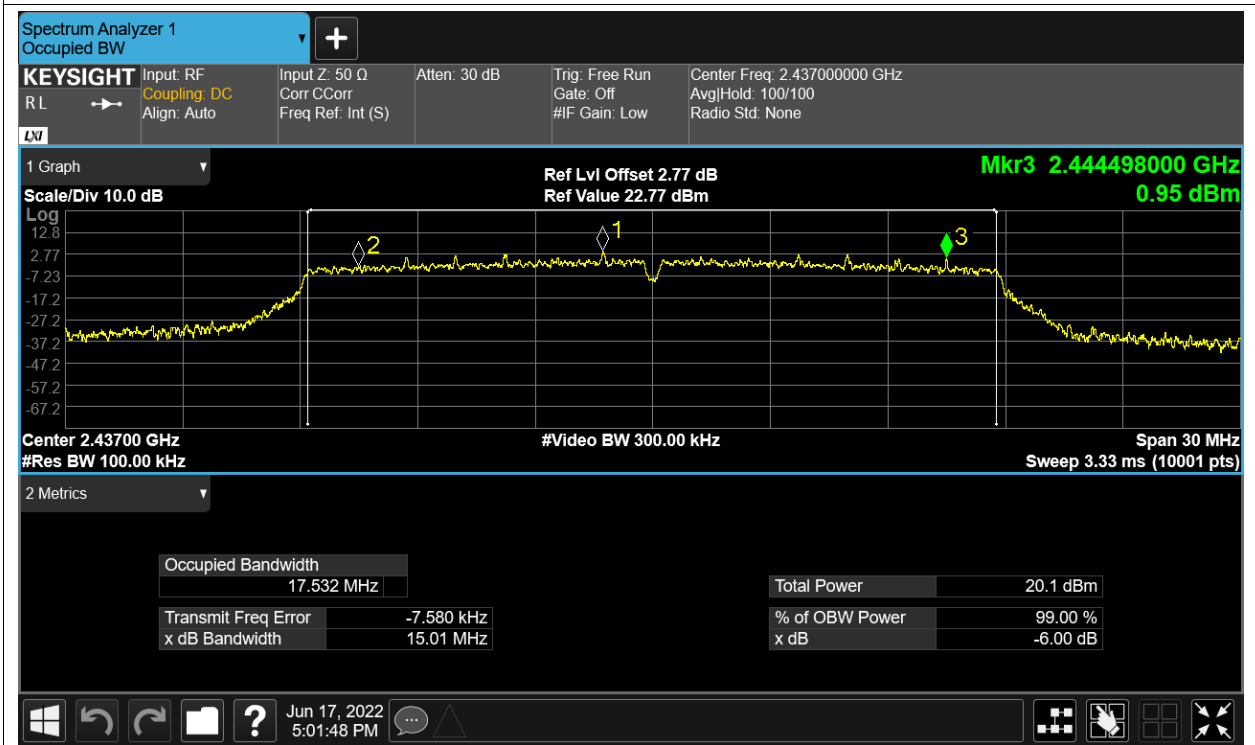 Spectrum Analyzer 1
Occupied BW
KEYSIGHT
R L
LXI
Input: RF
Coupling: DC
Align: Auto
Input Z: 50 Ω
Corr CCorr
Freq Ref: Int (S)
Atten: 30 dB
Trig: Free Run
Gate: Off
#IF Gain: Low
Center Freq: 2.437000000 GHz
Avg|Hold: 100/100
Radio Std: None
1 Graph
Scale/Div 10.0 dB
Ref Lvl Offset 2.77 dB
Ref Value 22.77 dBm
Mkr3 2.444498000 GHz
0.95 dBm
Log
12.8
2.77
-7.23
-17.2
-27.2
-37.2
-47.2
-57.2
-67.2
2
1
3
Center 2.43700 GHz
#Res BW 100.00 kHz
#Video BW 300.00 kHz
Span 30 MHz
Sweep 3.33 ms (10001 pts)
2 Metrics
Occupied Bandwidth
17.532 MHz
Transmit Freq Error -7.580 kHz
x dB Bandwidth 15.01 MHz
Total Power 20.1 dBm
% of OBW Power 99.00 %
x dB -6.00 dB
?
Jun 17, 2022
5:01:48 PM